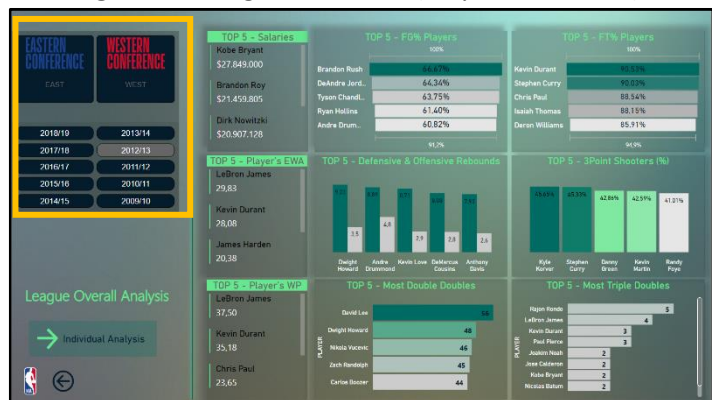 EASTERN
CONFERENCE
EAST
WESTERN
CONFERENCE
WEST
2018/19
2013/14
2017/18
2012/13
2016/17
2011/12
2015/16
2010/11
2014/15
2009/10
League Overall Analysis
Individual Analysis
TOP 5 - Salaries
Kobe Bryant
$27.849.000
Brandon Roy
$21.459.805
Dirk Nowitzki
$20.907.128
TOP 5 - FG% Players
100%
Brandon Rush 66,67%
DeAndre Jord.. 64,34%
Tyson Chandl.. 63,75%
Ryan Hollins 61,40%
Andre Drum.. 60,82%
91,2%
TOP 5 - FT% Players
100%
Kevin Durant 90,51%
Stephen Curry 90,03%
Chris Paul 88,54%
Isaiah Thomas 88,15%
Deron Williams 85,91%
94,9%
TOP 5 - Player's EWA
LeBron James
29,83
Kevin Durant
28,08
James Harden
20,38
TOP 5 - Defensive & Offensive Rebounds
3,5
4,8
2,9
2,8
2,6
Dwight Howard
Andre Drummond
Kevin Love
DeMarcus Cousins
Anthony Davis
TOP 5 - 3Point Shooters (%)
45,33%
42,86%
42,59%
41,01%
Kyle Korver
Stephen Curry
Danny Green
Kevin Martin
Randy Foye
TOP 5 - Player's WP
LeBron James
37,50
Kevin Durant
35,18
Chris Paul
23,65
TOP 5 - Most Double Doubles
PLAYER
David Lee
Dwight Howard 48
Nikola Vucevic 46
Zach Randolph 45
Carlos Boozer 44
TOP 5 - Most Triple Doubles
PLAYER
Rajon Rondo 5
LeBron James 4
Kevin Durant 3
Paul Pierce 3
Joakim Noah 2
Jose Calderon 2
Kobe Bryant 2
Nicolas Batum 2